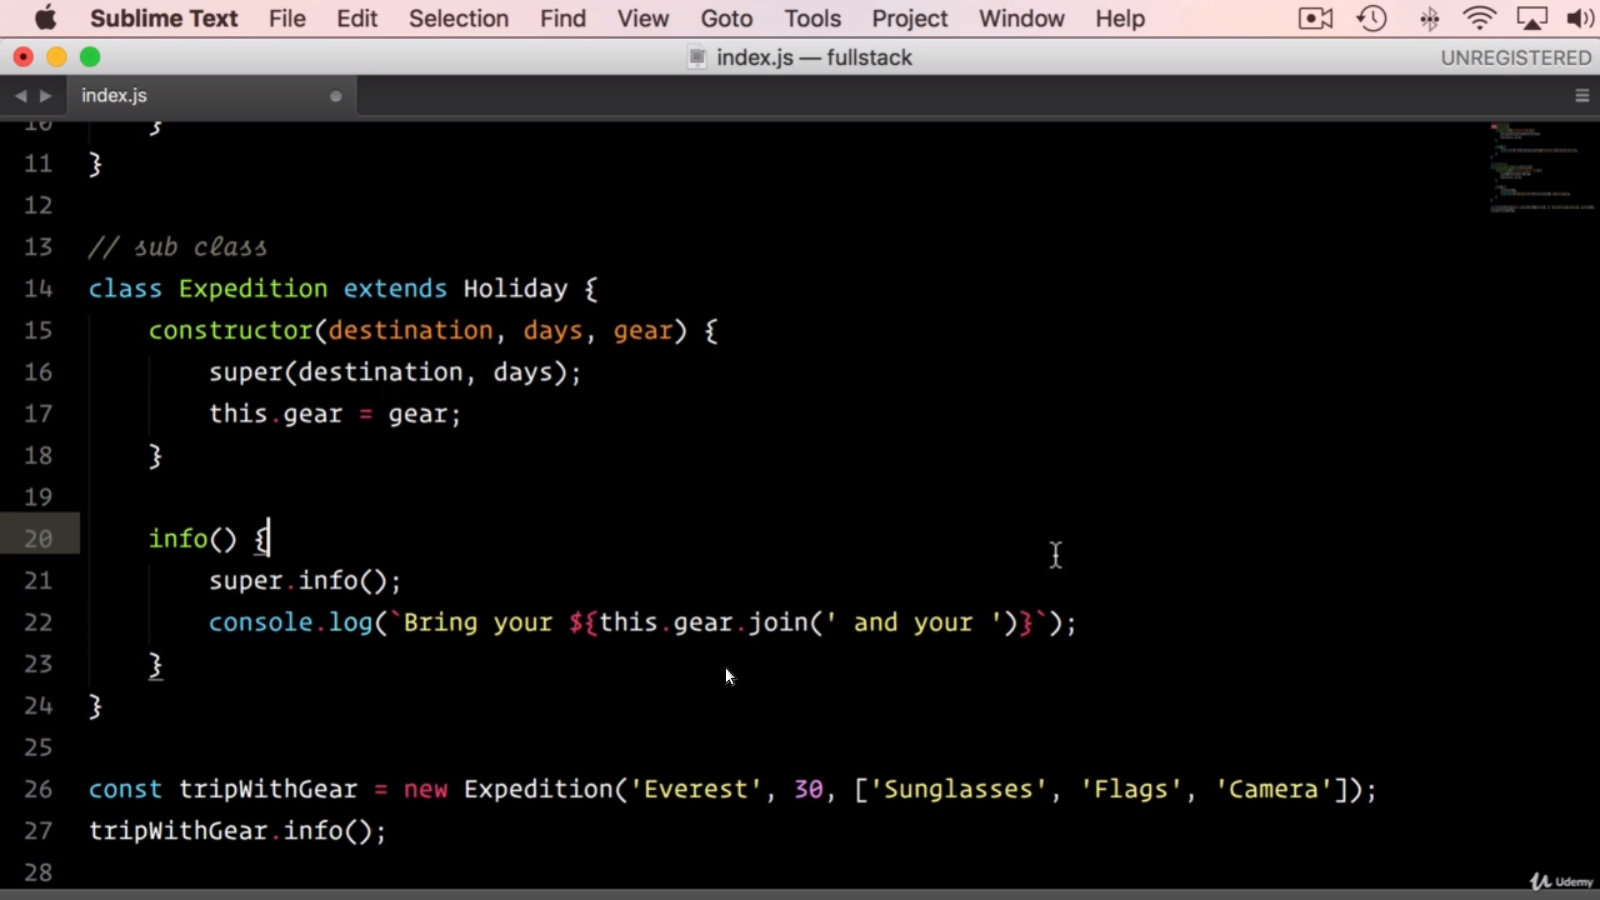 Sublime Text File Edit Selection Find View Goto Tools Project Window Help
index.js — fullstack UNREGISTERED
index.js
10 }
11 }
12
13 // sub class
14 class Expedition extends Holiday {
15 constructor(destination, days, gear) {
16 super(destination, days);
17 this.gear = gear;
18 }
19
20 info() {
21 super.info();
22 console.log(`Bring your ${this.gear.join(' and your ')}`);
23 }
24 }
25
26 const tripWithGear = new Expedition('Everest', 30, ['Sunglasses', 'Flags', 'Camera']);
27 tripWithGear.info();
28
Udemy